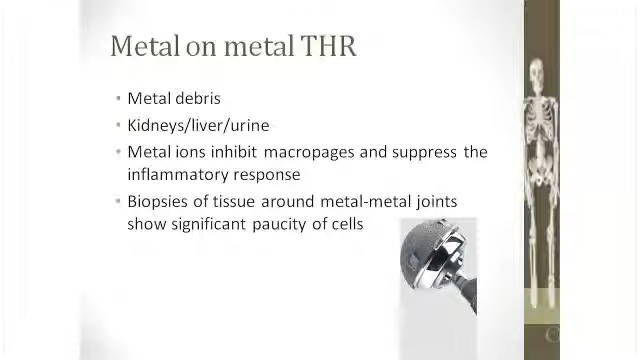 Metal on metal THR
• Metal debris
• Kidneys/liver/urine
• Metal ions inhibit macropages and suppress the
inflammatory response
• Biopsies of tissue around metal-metal joints
show significant paucity of cells